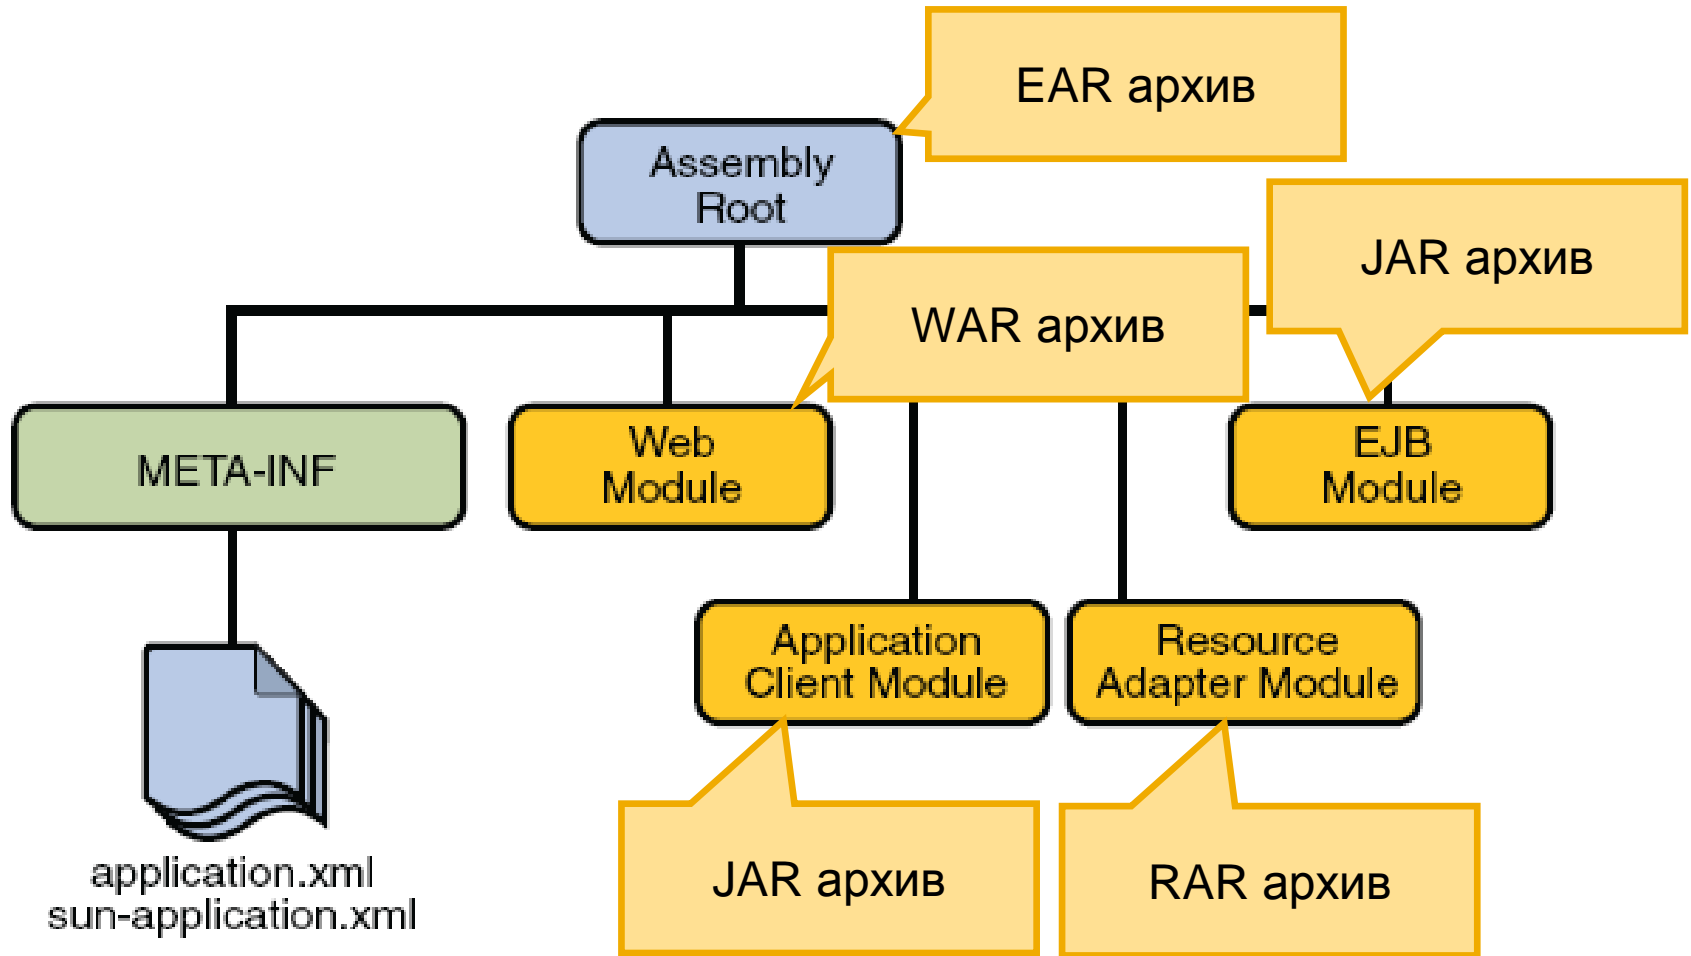 EAR архив
Assembly
Root
JAR архив
WAR архив
META-INF
Web
Module
EJB
Module
Application
Client Module
Resource
Adapter Module
application.xml
sun-application.xml
JAR архив
RAR архив